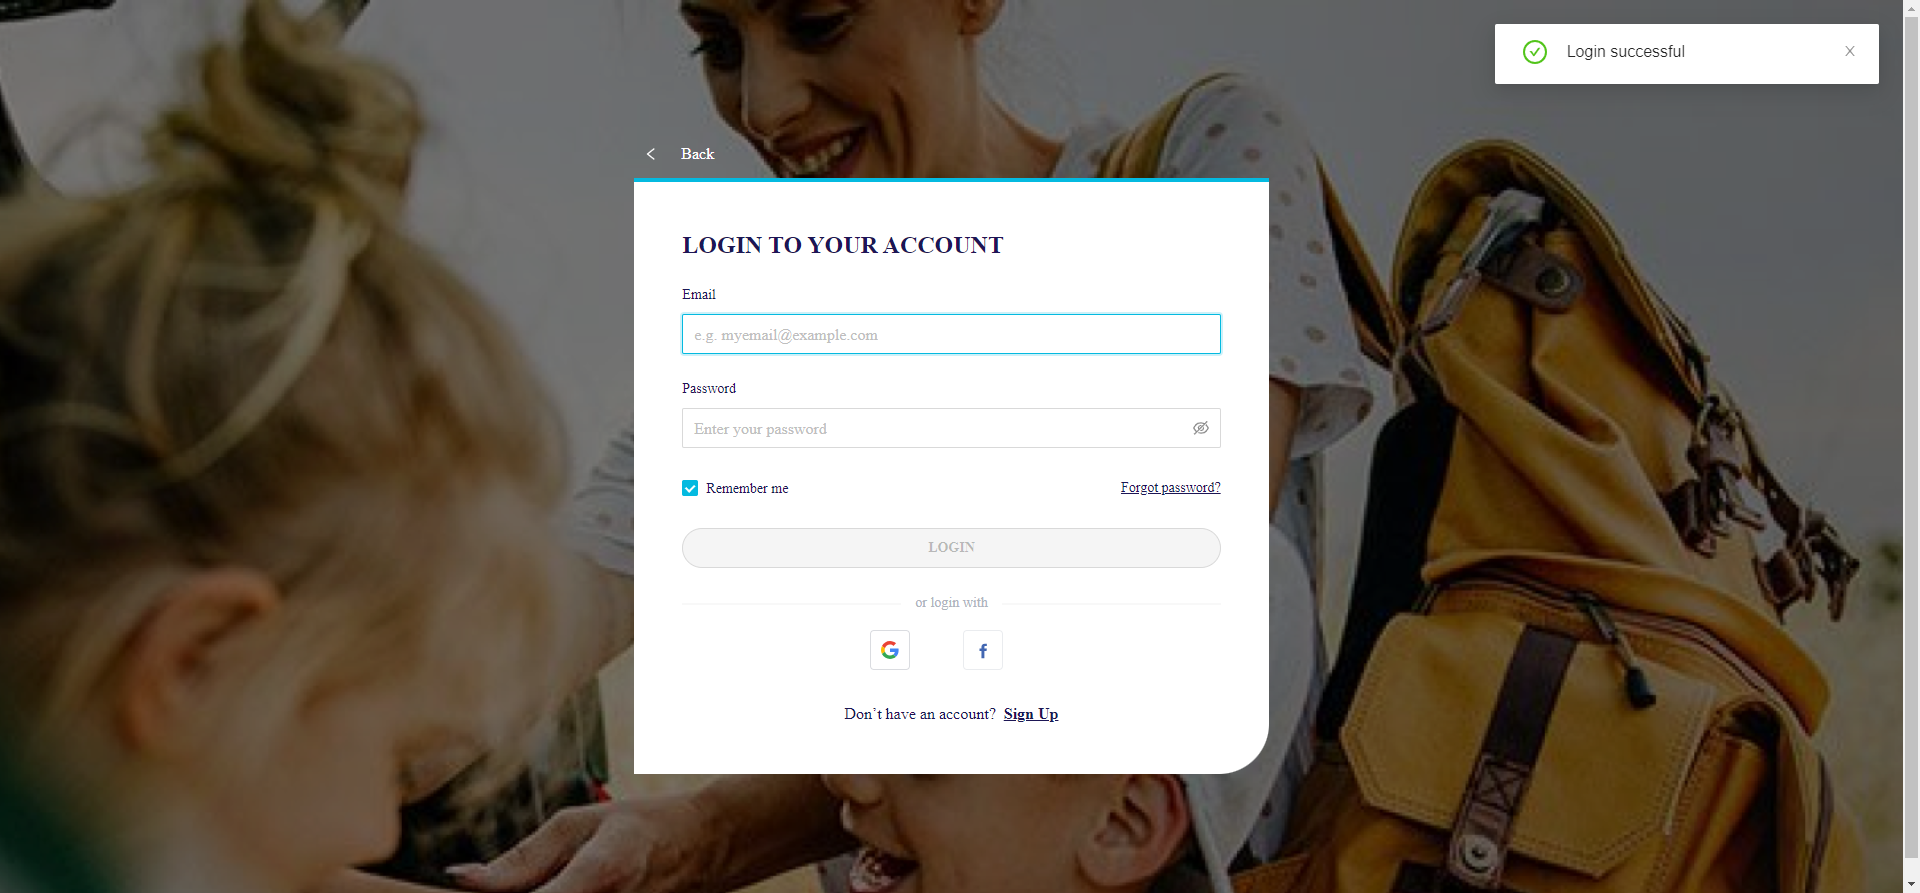 Login successful
Back
LOGIN TO YOUR ACCOUNT
Email
e.g. myemail@example.com
Password
Enter your password
Remember me
Forgot password?
LOGIN
or login with
Don’t have an account? Sign Up